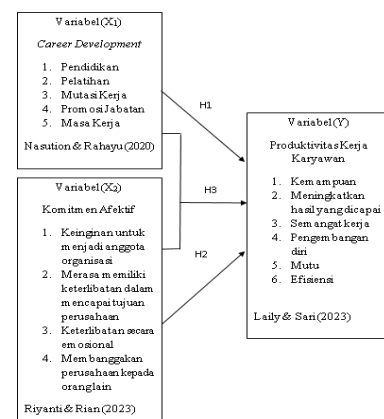 Variabel (X1)
Career Development
1. Pendidikan
2. Pelatihan
3. Mutasi Kerja
4. Promosi Jabatan
5. Masa Kerja
Nasution & Rahayu (2020)
Variabel (X2)
Komitmen Afektif
1. Keinginan untuk
menjadi anggota
organisasi
2. Merasa memiliki
keterlibatan dalam
mencapai tujuan
perusahaan
3. Keterlibatan secara
emosional
4. Membanggakan
perusahaan kepada
orang lain
Riyanti & Rian (2023)
H1
H3
H2
Variabel (Y)
Produktivitas Kerja
Karyawan
1. Kemampuan
2. Meningkatkan
hasil yang dicapai
3. Semangat kerja
4. Pengembangan
diri
5. Mutu
6. Efisiensi
Laily & Sari (2023)